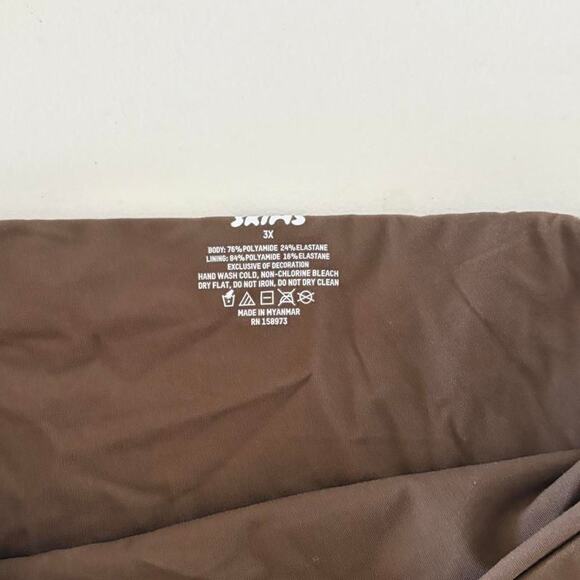 SKIMS
3X
BODY: 76%POLYAMIDE 24%ELASTANE
LINING: 84%POLYAMIDE 16%ELASTANE
EXCLUSIVE OF DECORATION
HAND WASH COLD, NON-CHLORINE BLEACH
DRY FLAT, DO NOT IRON, DO NOT DRY CLEAN
MADE IN MYANMAR
RN 158973